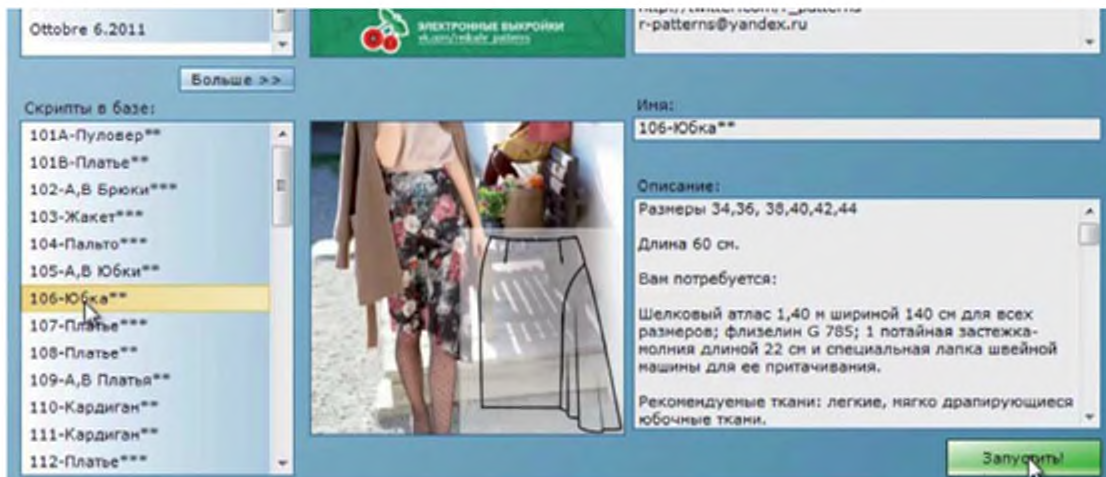 Ottobre 6.2011
Больше >>
ЭЛЕКТРОННЫЕ ВЫКРОЙКИ
r-patterns@yandex.ru
Скрипты в базе:
101А-Пуловер**
101В-Платье**
102-А,В Брюки***
103-Жакет***
104-Пальто***
105-А,В Юбки**
106-Юбка**
107-Платье***
108-Платье**
109-А,В Платья**
110-Кардиган**
111-Кардиган**
112-Платье***
Имя:
106-Юбка**
Описание:
Размеры 34,36, 38,40,42,44
Длина 60 см.
Вам потребуется:
Шелковый атлас 1,40 м шириной 140 см для всех
размеров; флизелин G 785; 1 потайная застежка-
молния длиной 22 см и специальная лапка швейной
машины для ее притачивания.
Рекомендуемые ткани: легкие, мягко драпирующиеся
юбочные ткани.
Запустить!